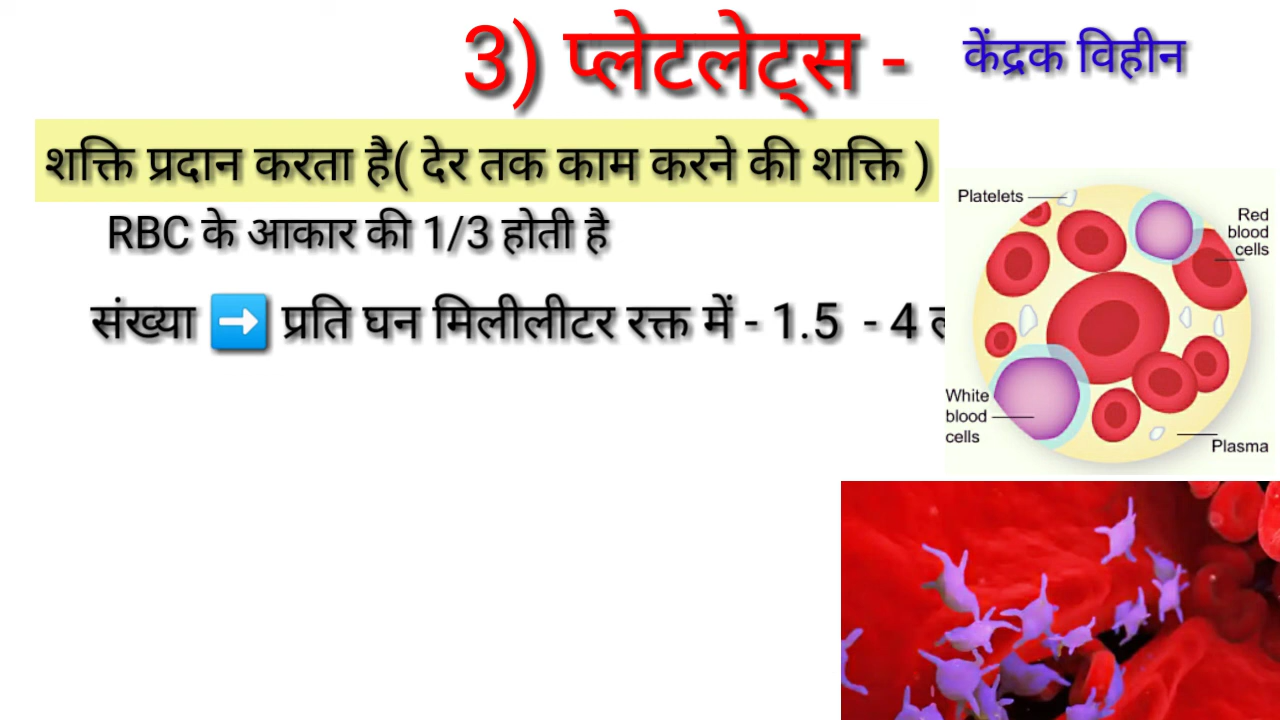 3) प्लेटलेट्स - केंद्रक विहीन
शक्ति प्रदान करता है( देर तक काम करने की शक्ति )
RBC के आकार की 1/3 होती है
संख्या ➡ प्रति घन मिलीलीटर रक्त में - 1.5 - 4
Platelets
Red
blood
cells
White
blood
cells
Plasma